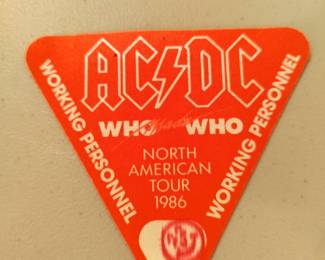 AC/DC
WHO Made WHO
NORTH
AMERICAN
TOUR
1986
WORKING PERSONNEL
WORKING PERSONNEL